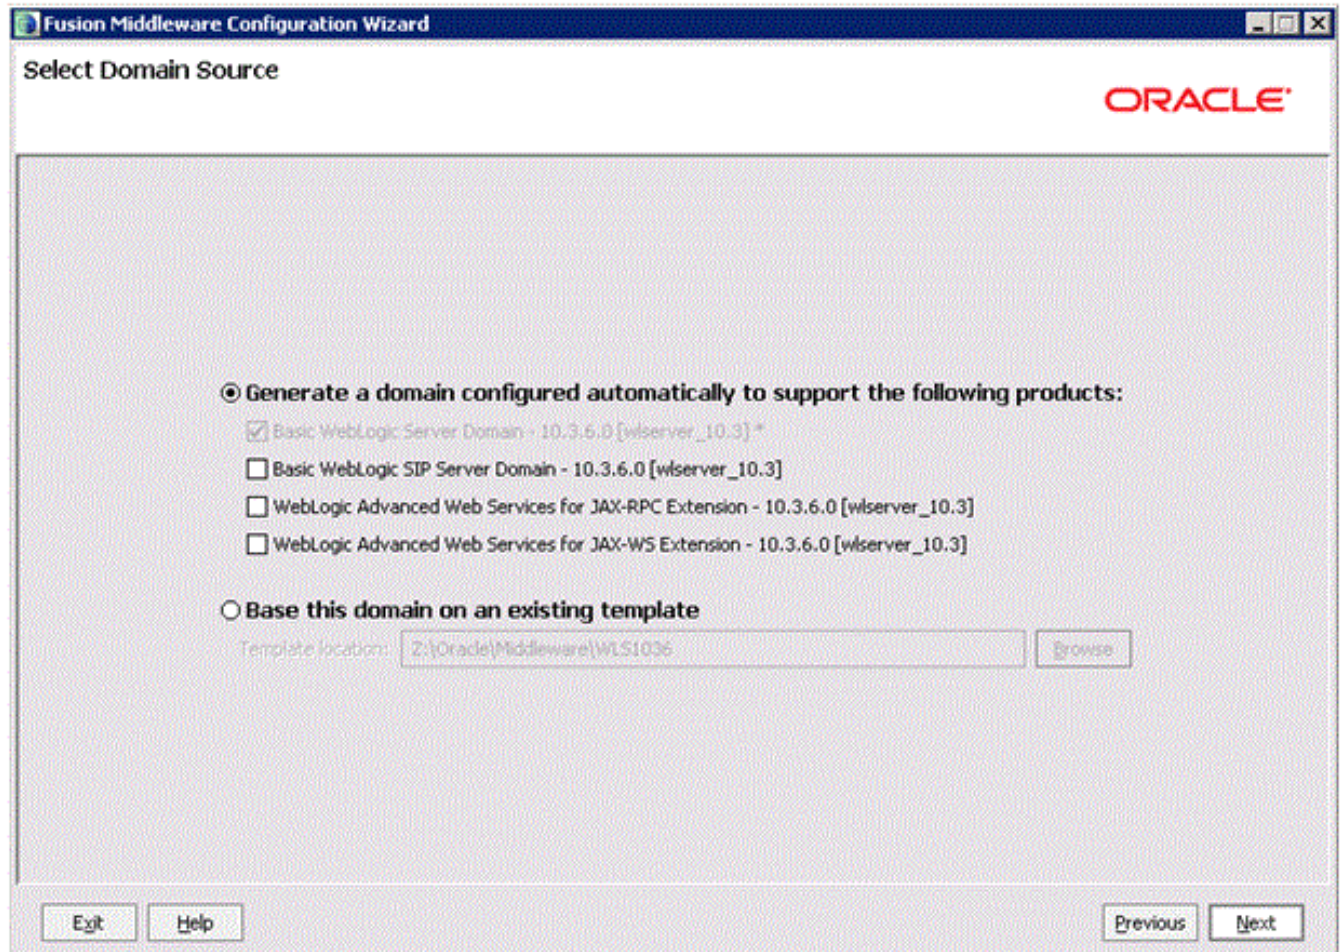 Fusion Middleware Configuration Wizard
Select Domain Source
ORACLE
Generate a domain configured automatically to support the following products:
Basic WebLogic Server Domain - 10.3.6.0 [wlserver_10.3] *
Basic WebLogic SIP Server Domain - 10.3.6.0 [wlserver_10.3]
WebLogic Advanced Web Services for JAX-RPC Extension - 10.3.6.0 [wlserver_10.3]
WebLogic Advanced Web Services for JAX-WS Extension - 10.3.6.0 [wlserver_10.3]
Base this domain on an existing template
Template location: Z:\Oracle\Middleware\WLS1036 Browse
Exit Help Previous Next